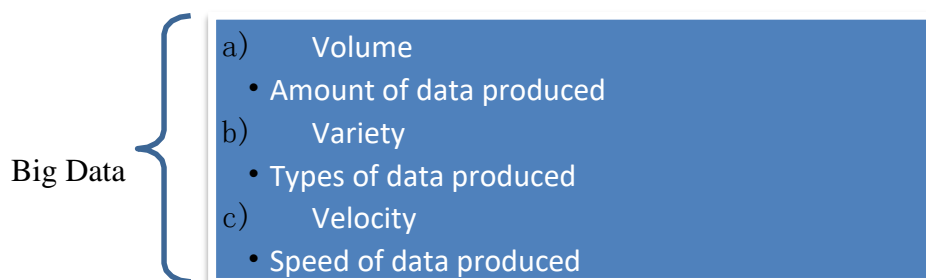 a) Volume
• Amount of data produced
b) Variety
Big Data
• Types of data produced
c) Velocity
• Speed of data produced